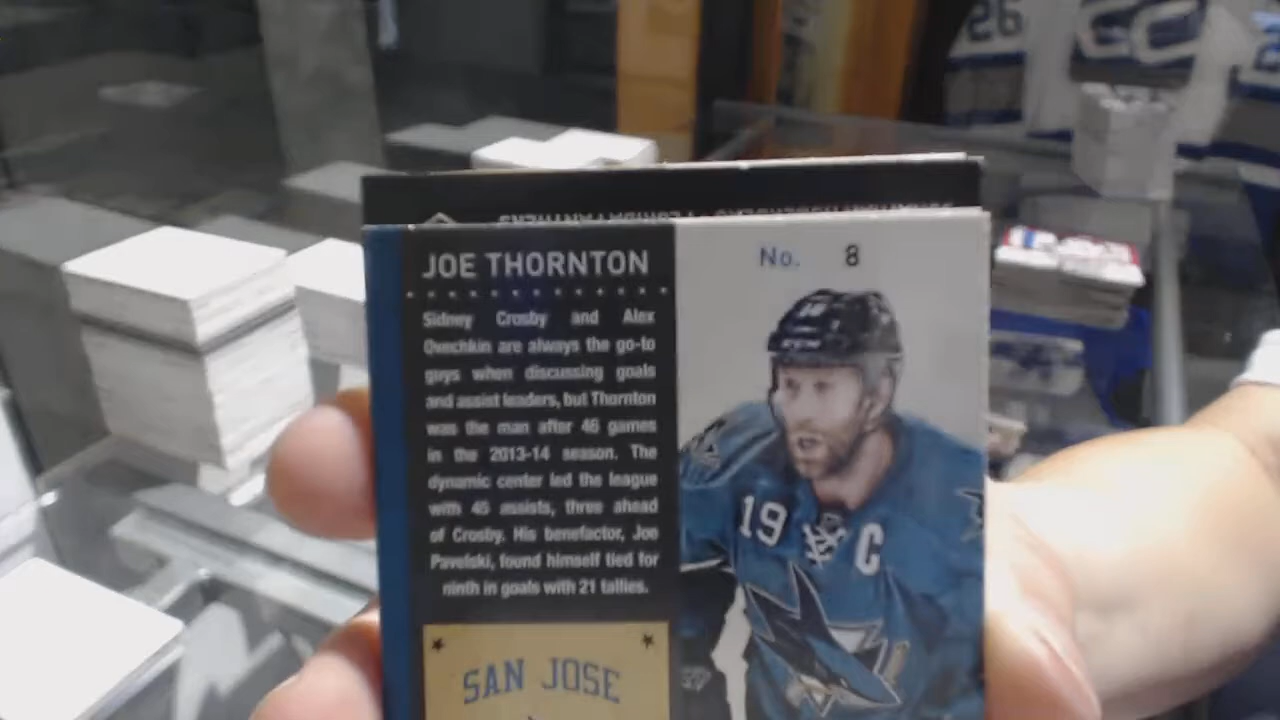 No. 8
JOE THORNTON
Sidney Crosby and Alex
Ovechkin are always the go-to
guys when discussing goals
and assist leaders, but Thornton
was the man after 46 games
in the 2013-14 season. The
dynamic center led the league
with 45 assists, three ahead
of Crosby. His benefactor, Joe
Pavelski, found himself tied for
ninth in goals with 21 tallies.
19 C
SAN JOSE
26